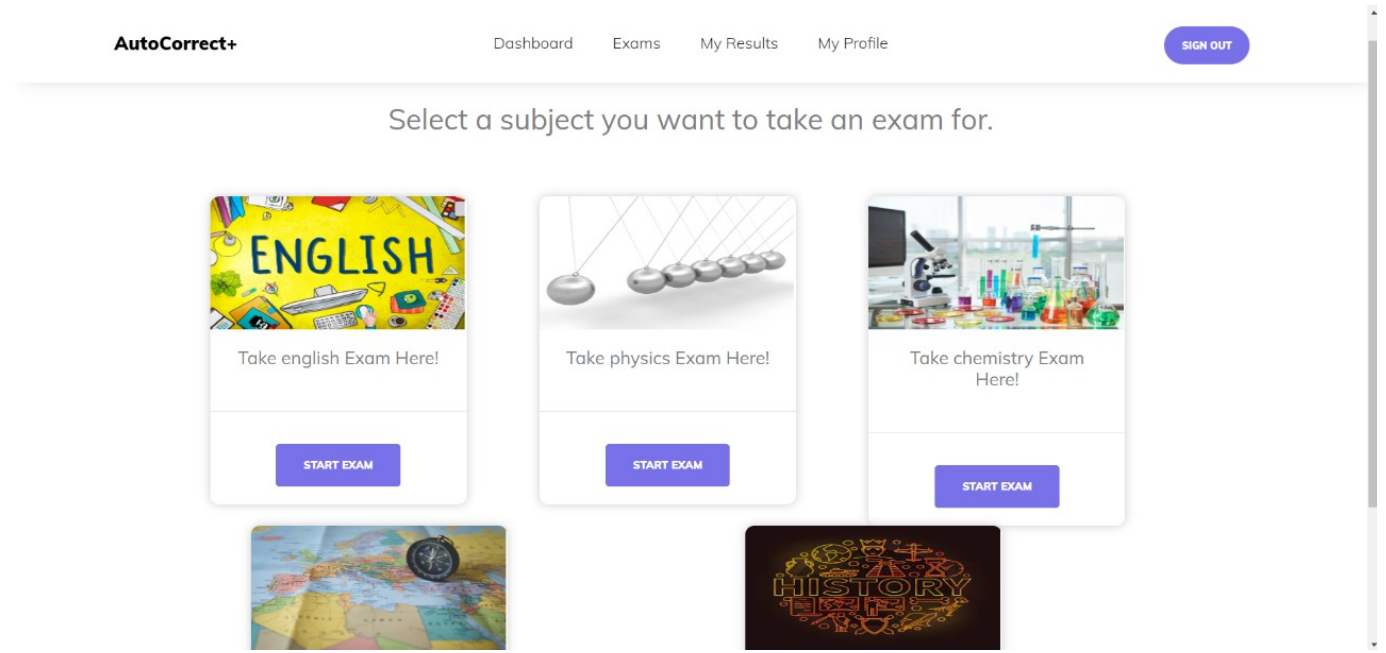 AutoCorrect+
Dashboard Exams My Results My Profile
SIGN OUT
Select a subject you want to take an exam for.
ENGLISH
Take english Exam Here!
START EXAM
Take physics Exam Here!
START EXAM
Take chemistry Exam
Here!
START EXAM
HISTORY